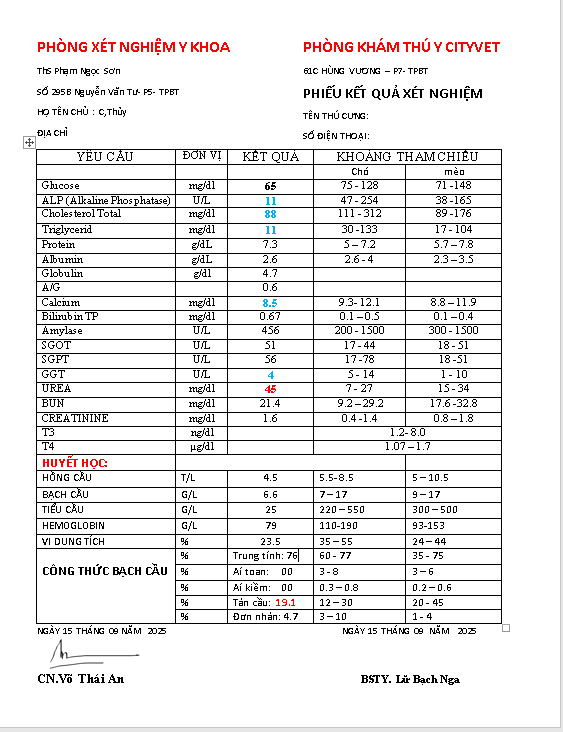 PHÒNG XÉT NGHIỆM Y KHOA PHÒNG KHÁM THÚ Y CITYVET
ThS Phạm Ngọc Sơn 61C HÙNG VƯƠNG – P7- TPBT
SỐ 295B Nguyễn Văn Tư- P5- TPBT PHIẾU KẾT QUẢ XÉT NGHIỆM
HỌ TÊN CHỦ : C,Thủy TÊN THÚ CƯNG:
ĐỊA CHỈ SỐ ĐIỆN THOẠI:
YÊU CẦU ĐƠN VỊ KẾT QUẢ KHOẢNG THAM CHIẾU
Chó mèo
Glucose mg/dl 65 75 - 128 71 -148
ALP (Alkaline Phosphatase) U/L 11 47 - 254 38 -165
Cholesterol Total mg/dl 88 111 - 312 89 -176
Triglycerid mg/dl 11 30 -133 17 - 104
Protein g/dL 7.3 5 – 7.2 5.7 – 7.8
Albumin g/dL 2.6 2.6 - 4 2.3 – 3.5
Globulin g/dl 4.7
A/G 0.6
Calcium mg/dl 8.5 9.3- 12.1 8.8 – 11.9
Bilirubin TP mg/dl 0.67 0.1 – 0.5 0.1 – 0.4
Amylase U/L 456 200 - 1500 300 - 1500
SGOT U/L 51 17 - 44 18 - 51
SGPT U/L 56 17 -78 18 -51
GGT U/L 4 5 - 14 1 - 10
UREA mg/dl 45 7 - 27 15 - 34
BUN mg/dl 21.4 9.2 – 29.2 17.6 -32.8
CREATININE mg/dl 1.6 0.4 -1.4 0.8 – 1.8
T3 ng/dl 1.2- 8.0
T4 µg/dl 1.07 – 1.7
HUYẾT HỌC:
HỒNG CẦU T/L 4.5 5.5-8.5 5 – 10.5
BẠCH CẦU G/L 6.6 7 – 17 9 – 17
TIỂU CẦU G/L 25 220 – 550 300 – 500
HEMOGLOBIN G/L 79 110-190 93-153
VI DUNG TÍCH % 23.5 35 – 55 24 – 44
CÔNG THỨC BẠCH CẦU % Trung tính: 76 60 - 77 35 - 75
% Aí toan: 00 3 - 8 3 – 6
% Aí kiềm: 00 0.3 – 0.8 0.2 – 0.6
% Tân cầu: 19.1 12 – 30 20 - 45
% Đơn nhân: 4.7 3 – 10 1 - 4
NGÀY 15 THÁNG 09 NĂM 2025 NGÀY 15 THÁNG 09 NĂM 2025
CN.Võ Thái An BSTY. Lữ Bạch Nga